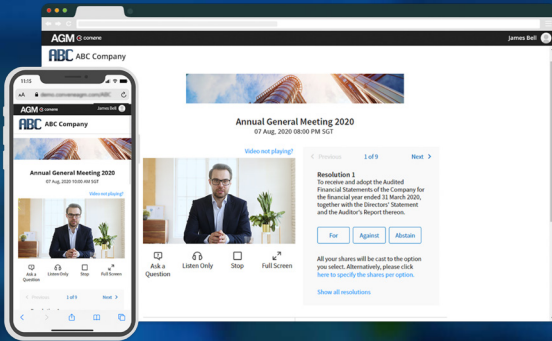 AGM @ convene
James Bell
ABC ABC Company
Annual General Meeting 2020
07 Aug, 2020 08:00 PM SGT
Video not playing?
Previous 1 of 9 Next
Resolution 1
To receive and adopt the Audited
Financial Statements of the Company for
the financial year ended 31 March 2020,
together with the Directors' Statement
and the Auditor's Report thereon.
For Against Abstain
All your shares will be cast to the option
you select. Alternatively, please click
here to specify the shares per option.
Show all resolutions
Ask a
Question
Listen Only
Stop
Full Screen
11:15
AA
AGM @ convene
James Bell
ABC ABC Company
Annual General Meeting 2020
07 Aug, 2020 10:00 AM SGT
Video not playing?
Ask a
Question
Listen Only
Stop
Full Screen
Previous 1 of 9 Next